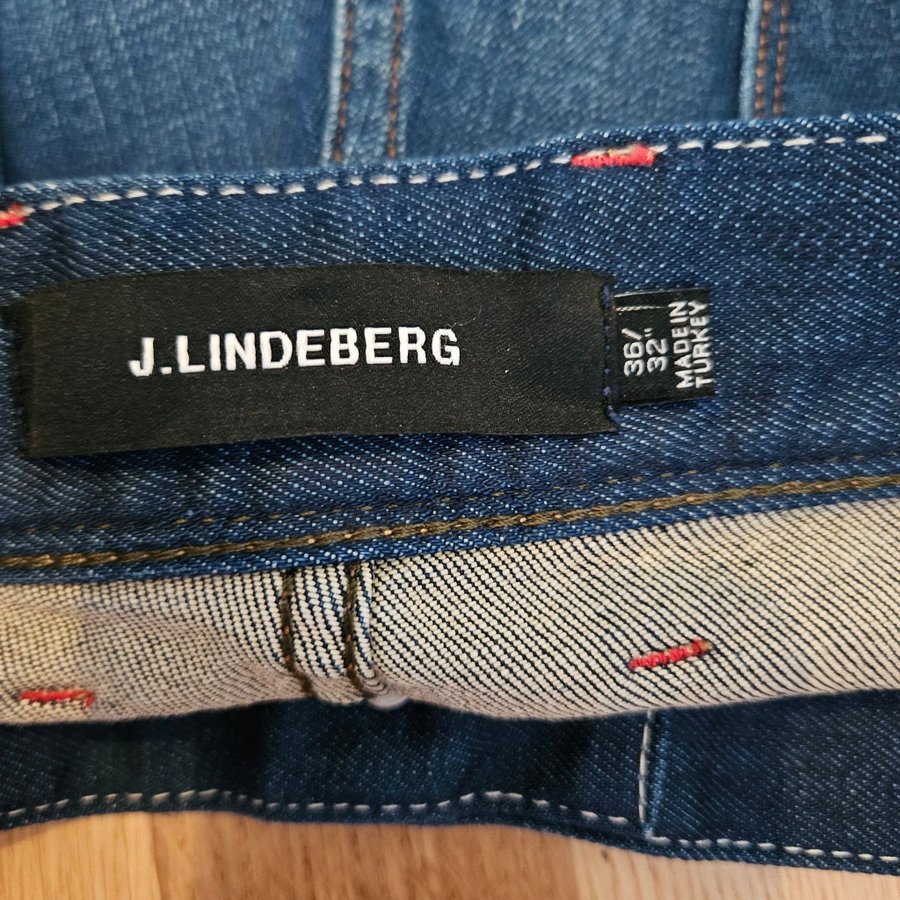 J.LINDEBERG
36/
32"
MADE IN
TURKEY